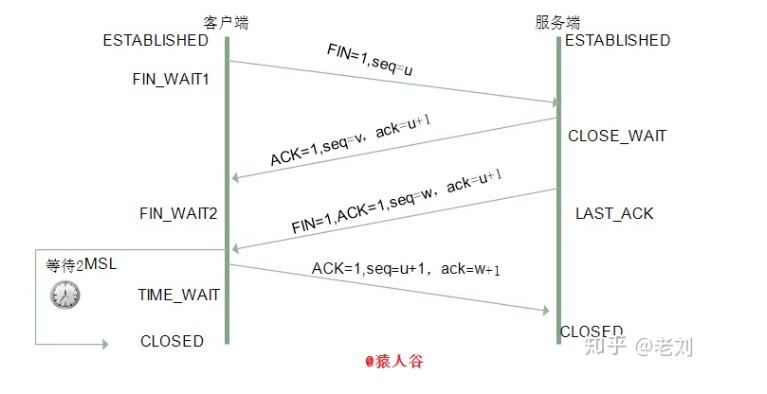 客户端
服务端
ESTABLISHED
ESTABLISHED
FIN=1,seq=u
FIN_WAIT1
ACK=1,seq=v，ack=u+1
CLOSE_WAIT
FIN_WAIT2
FIN=1,ACK=1,seq=w，ack=u+1
LAST_ACK
等待2MSL
ACK=1,seq=u+1，ack=w+1
TIME_WAIT
CLOSED
CLOSED
知乎 @老刘
@猿人谷